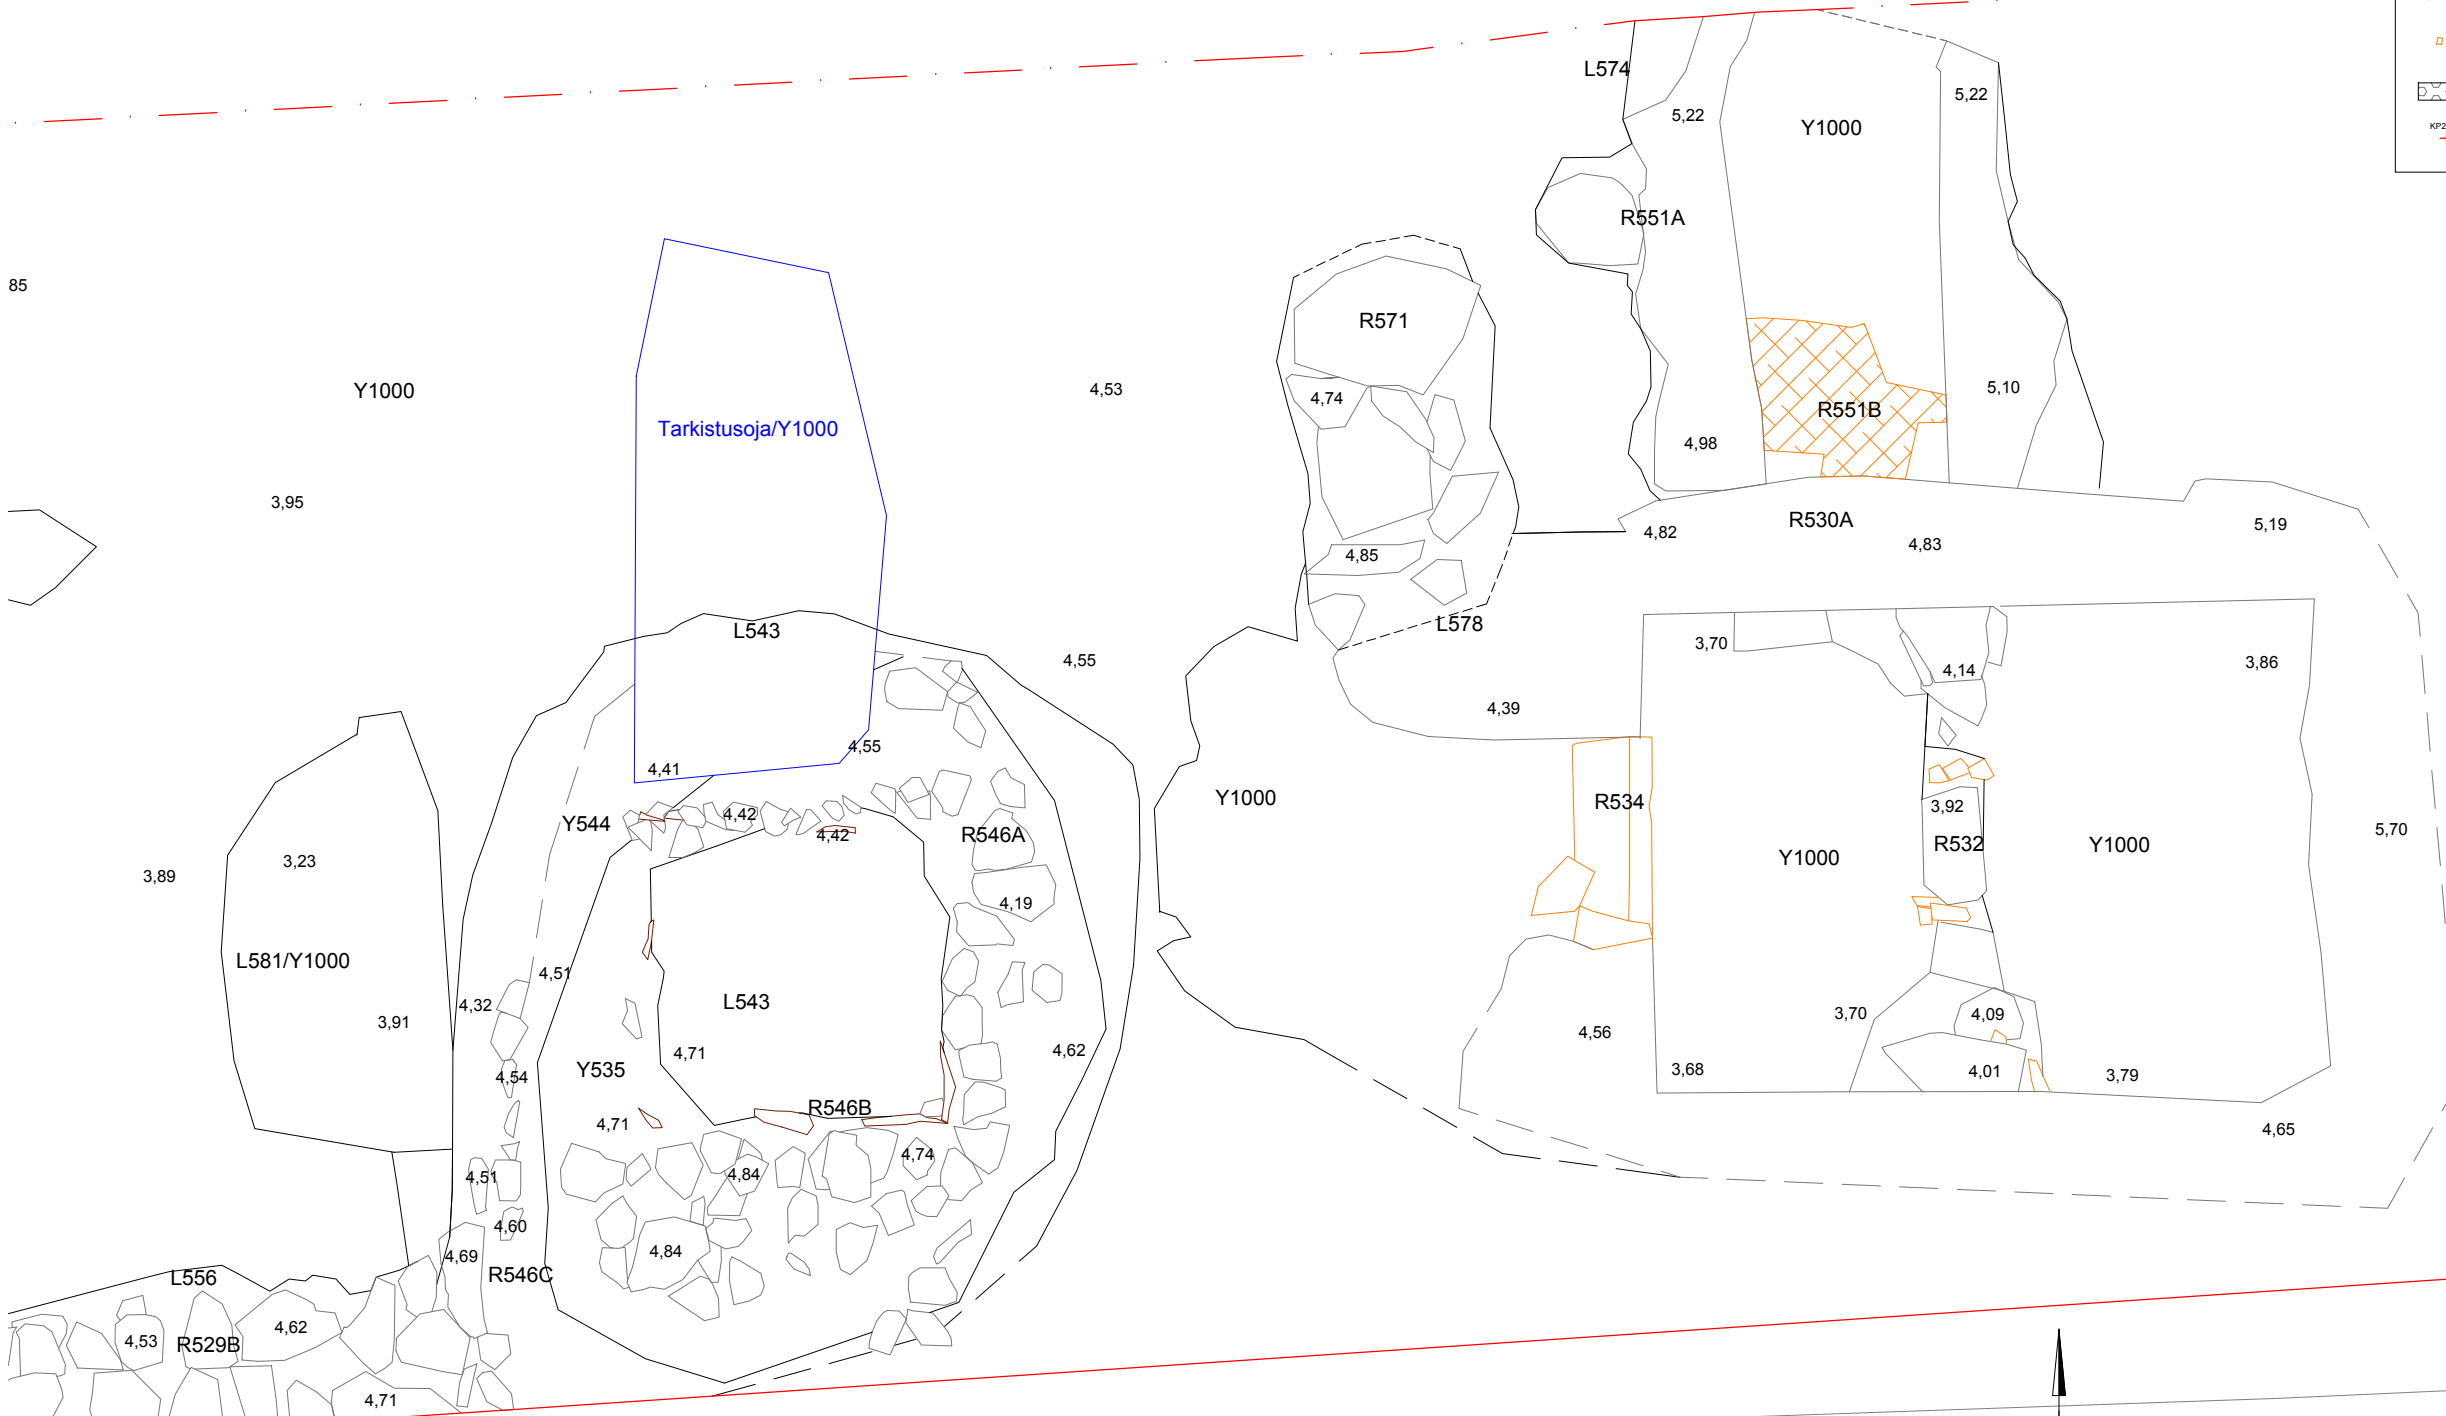 L574
5,22
5,22
Y1000
KP2
R551A
85
R571
Y1000
4,53
4,74
5,10
R551B
Tarkistusoja/Y1000
4,98
3,95
R530A
5,19
4,82
4,83
4,85
L543
L578
3,70
4,55
3,86
4,14
4,39
4,55
4,41
Y1000
R534
3,92
4,42
Y544
4,42
R546A
5,70
R532
Y1000
Y1000
3,23
3,89
4,19
L581/Y1000
4,51
L543
4,32
3,91
3,70
4,09
4,56
4,71
4,62
Y535
3,68
4,01
3,79
4,54
R546B
4,71
4,65
4,74
4,84
4,51
4,60
4,84
4,69
L556
R546C
4,62
4,53
R529B
4,71